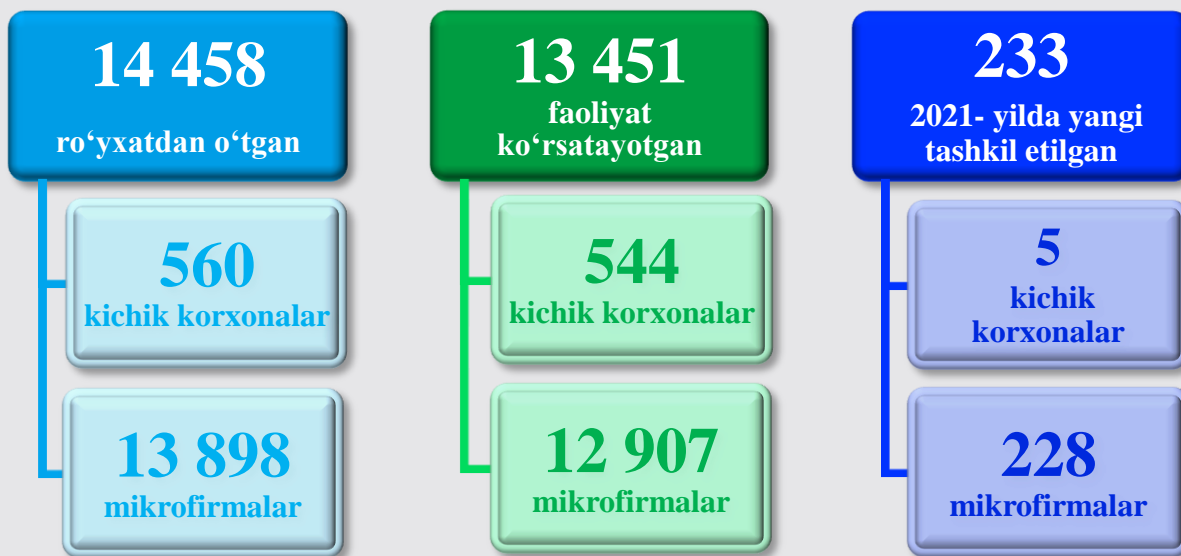 14 458
ro‘yxatdan o‘tgan
560
kichik korxonalar
13 898
mikrofirmalar
13 451
faoliyat
ko‘rsatayotgan
544
kichik korxonalar
12 907
mikrofirmalar
233
2021- yilda yangi
tashkil etilgan
5
kichik
korxonalar
228
mikrofirmalar